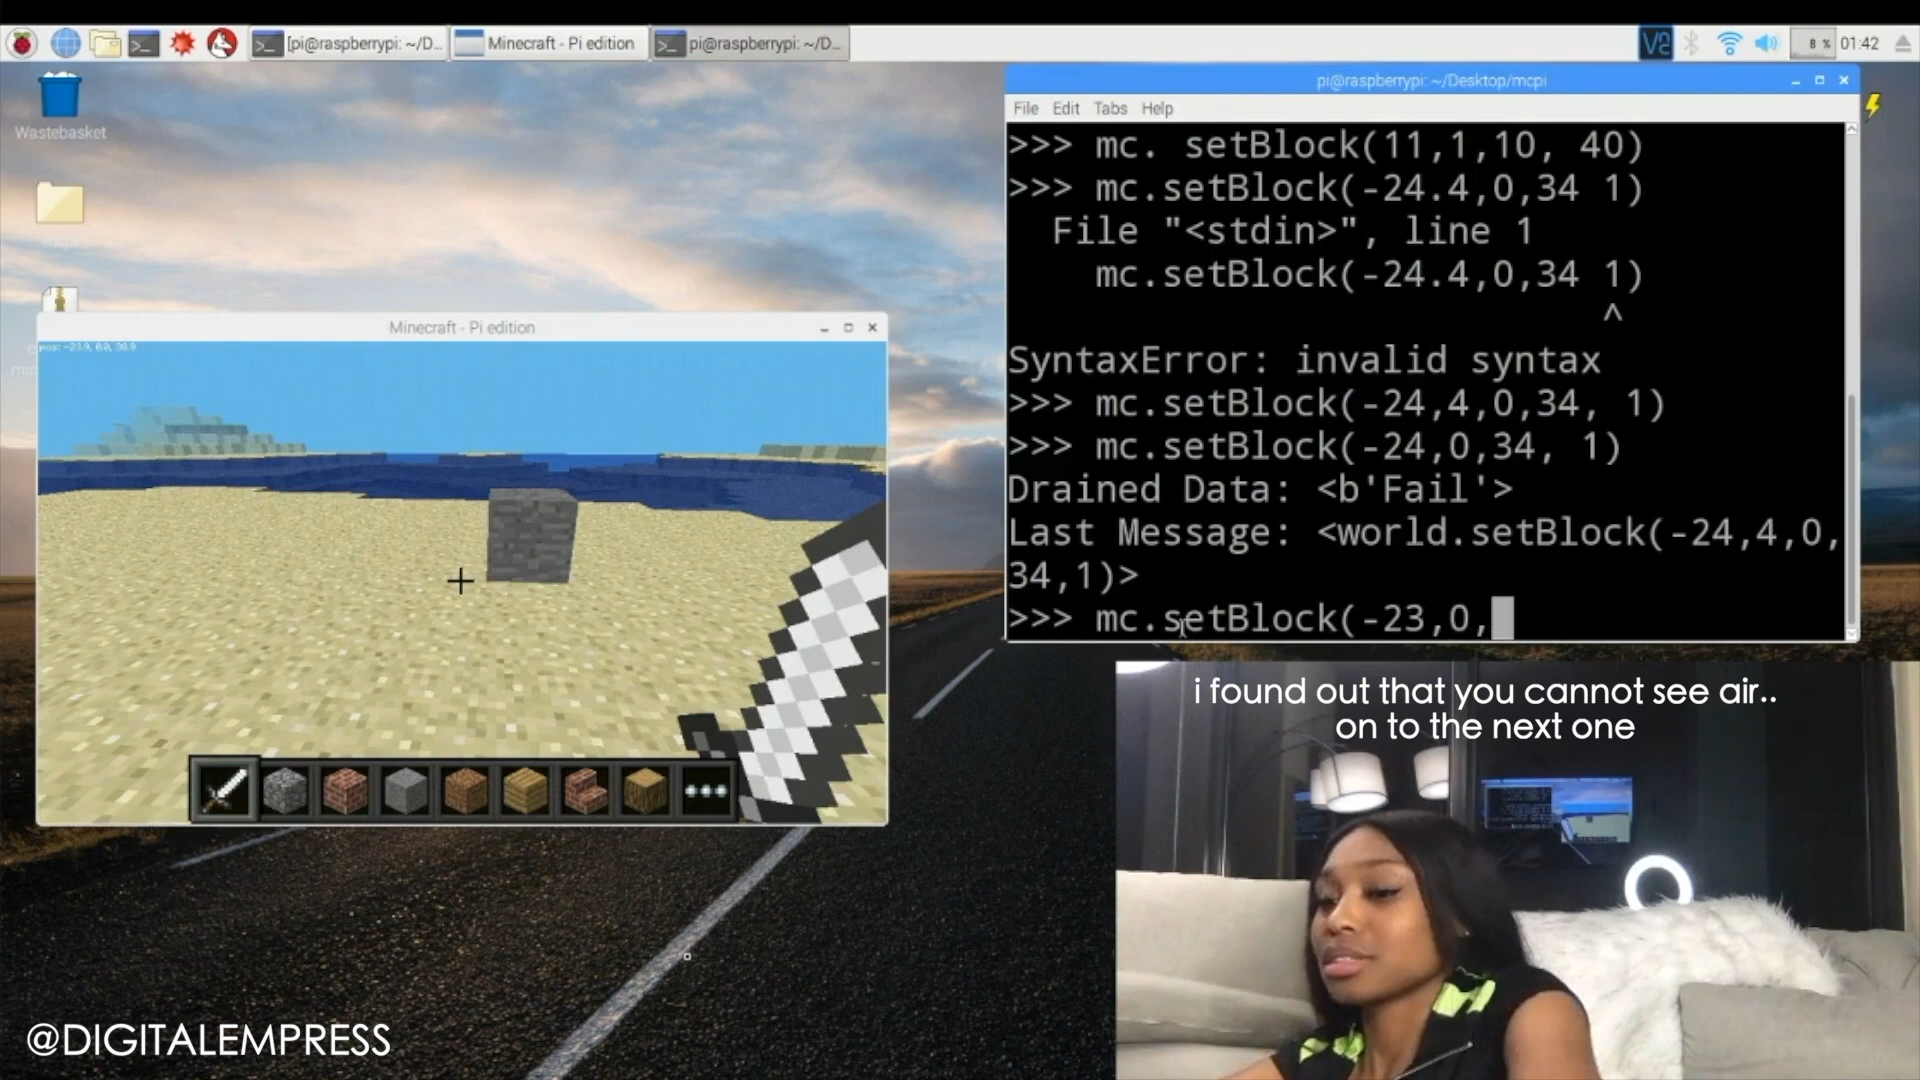 [pi@raspberrypi: ~/D...
Minecraft - Pi edition
pi@raspberrypi: ~/D...
8 %
01:42
Wastebasket
pi@raspberrypi: ~/Desktop/mcpi
File Edit Tabs Help
>>> mc. setBlock(11,1,10, 40)
>>> mc.setBlock(-24.4,0,34 1)
File "<stdin>", line 1
mc.setBlock(-24.4,0,34 1)
^
SyntaxError: invalid syntax
>>> mc.setBlock(-24,4,0,34, 1)
>>> mc.setBlock(-24,0,34, 1)
Drained Data: <b'Fail'>
Last Message: <world.setBlock(-24,4,0,
34,1)>
>>> mc.setBlock(-23,0,
Minecraft - Pi edition
i found out that you cannot see air..
on to the next one
@DIGITALEMPRESS